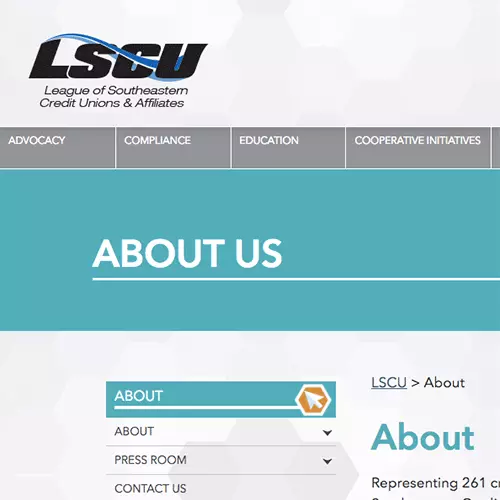 LSCU
League of Southeastern
Credit Unions & Affiliates
ADVOCACY
COMPLIANCE
EDUCATION
COOPERATIVE INITIATIVES
ABOUT US
ABOUT
ABOUT
PRESS ROOM
CONTACT US
LSCU > About
About
Representing 261